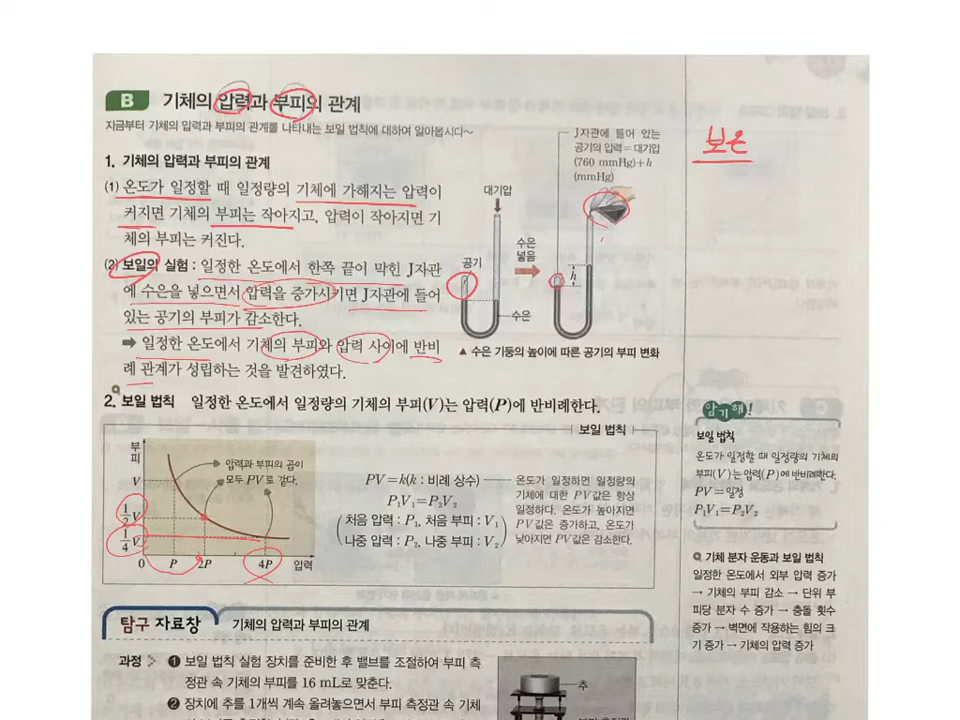 B 기체의 압력과 부피의 관계
지금부터 기체의 압력과 부피의 관계를 나타내는 보일 법칙에 대하여 알아봅시다~
1. 기체의 압력과 부피의 관계
(1) 온도가 일정할 때 일정량의 기체에 가해지는 압력이
커지면 기체의 부피는 작아지고, 압력이 작아지면 기
체의 부피는 커진다.
(2) 보일의 실험 : 일정한 온도에서 한쪽 끝이 막힌 J자관
에 수은을 넣으면서 압력을 증가시키면 J자관에 들어
있는 공기의 부피가 감소한다.
➡ 일정한 온도에서 기체의 부피와 압력 사이에 반비
례 관계가 성립하는 것을 발견하였다.
J자관에 들어 있는
공기의 압력=대기압
(760 mmHg)+h
(mmHg)
대기압
공기
수은
넣음
h
수은
▲ 수은 기둥의 높이에 따른 공기의 부피 변화
보일
2. 보일 법칙 일정한 온도에서 일정량의 기체의 부피(V)는 압력(P)에 반비례한다.
보일 법칙
부
피
V
1/2 V
1/4 V
0 P 2P 4P 압력
압력과 부피의 곱이
모두 PV로 같다.
PV=k(k : 비례 상수)
P₁V₁=P₂V₂
(처음 압력 : P₁, 처음 부피 : V₁
나중 압력 : P₂, 나중 부피 : V₂)
온도가 일정하면 일정량의
기체에 대한 PV값은 항상
일정하다. 온도가 높아지면
PV값은 증가하고, 온도가
낮아지면 PV값은 감소한다.
암기해!
보일 법칙
온도가 일정할 때 일정량의 기체의
부피(V)는 압력(P)에 반비례한다.
PV=일정
P₁V₁=P₂V₂
기체 분자 운동과 보일 법칙
일정한 온도에서 외부 압력 증가
→ 기체의 부피 감소 → 단위 부
피당 분자 수 증가 → 충돌 횟수
증가 → 벽면에 작용하는 힘의 크
기 증가 → 기체의 압력 증가
탐구 자료창 기체의 압력과 부피의 관계
과정 ❶ 보일 법칙 실험 장치를 준비한 후 밸브를 조절하여 부피 측
정관 속 기체의 부피를 16 mL로 맞춘다.
❷ 장치에 추를 1개씩 계속 올려놓으면서 부피 측정관 속 기체
추